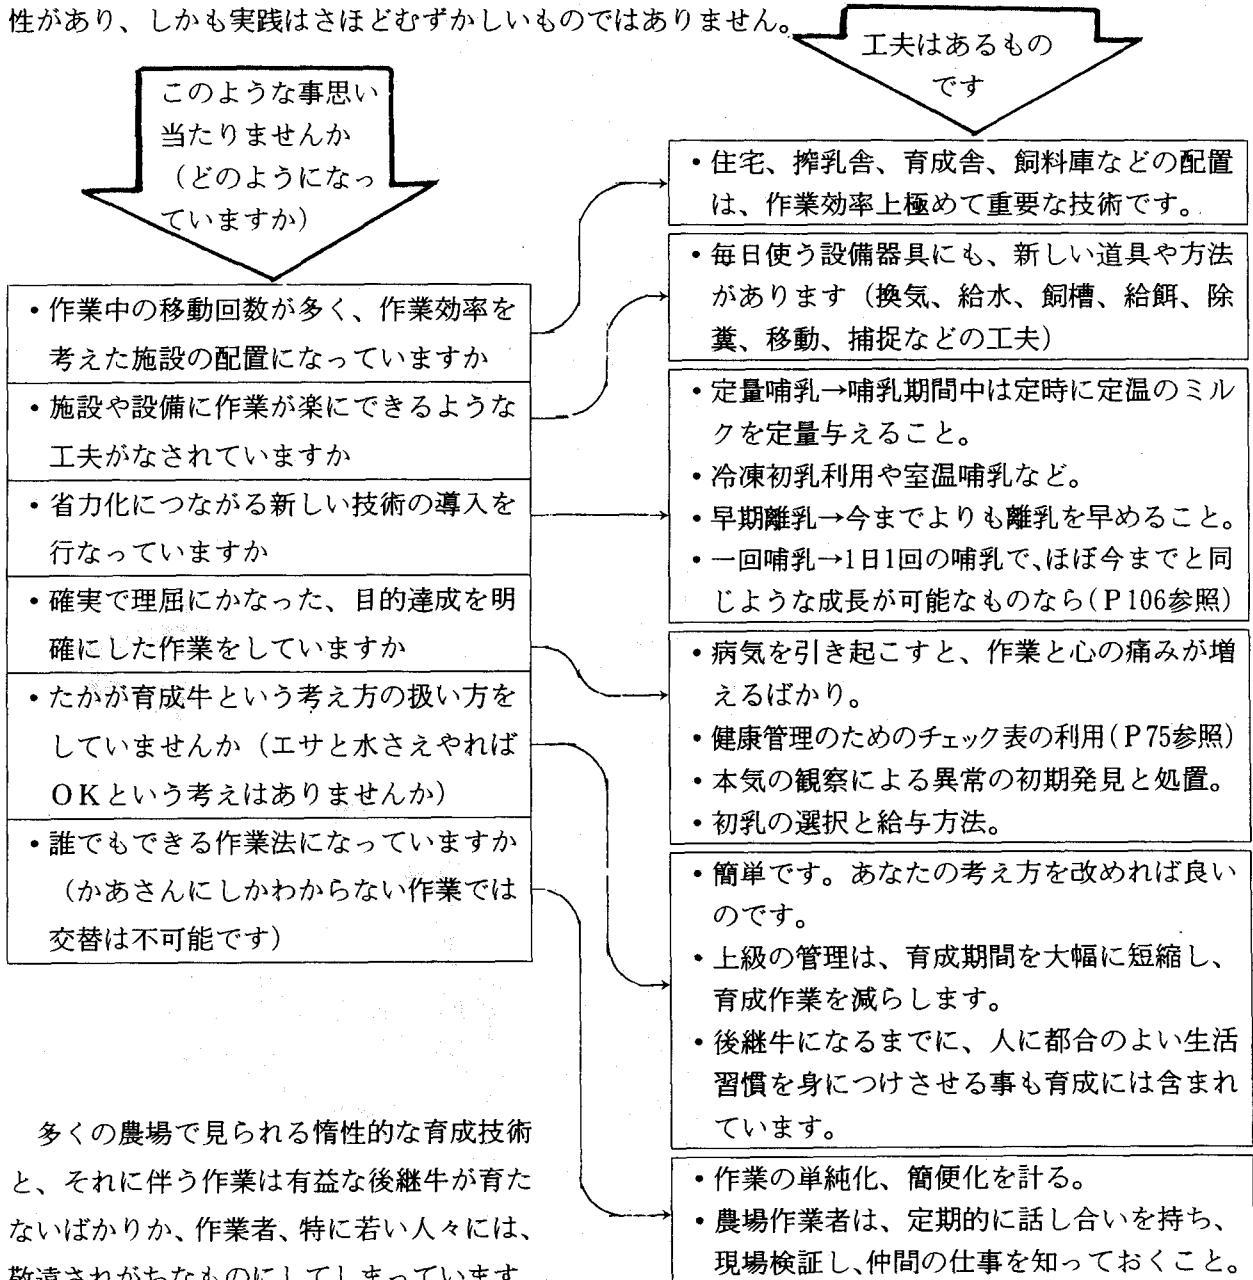 性があり、しかも実践はさほどむずかしいものではありません。
このような事思い
当たりませんか
(どのようになっ
ていますか)
・作業中の移動回数が多く、作業効率を
考えた施設の配置になっていますか
・施設や設備に作業が楽にできるような
工夫がなされていますか
・省力化につながる新しい技術の導入を
行なっていますか
・確実で理屈にかなった、目的達成を明
確にした作業をしていますか
・たかが育成牛という考え方の扱い方を
していませんか(エサと水さえやれば
OKという考えはありませんか)
・誰でもできる作業法になっていますか
(かあさんにしかわからない作業では
交替は不可能です)
多くの農場で見られる惰性的な育成技術
と、それに伴う作業は有益な後継牛が育た
ないばかりか、作業者、特に若い人々には、
敬遠されがちなものにしてしまっています。
工夫はあるもの
です
・住宅、搾乳舎、育成舎、飼料庫などの配置
は、作業効率上極めて重要な技術です。
・毎日使う設備器具にも、新しい道具や方法
があります(換気、給水、飼槽、給餌、除
糞、移動、捕捉などの工夫)
・定量哺乳→哺乳期間中は定時に定温のミル
クを定量与えること。
・冷凍初乳利用や室温哺乳など。
・早期離乳→今までよりも離乳を早めること。
・一回哺乳→1日1回の哺乳で、ほぼ今までと同
じような成長が可能なものなら(P106参照)
・病気を引き起こすと、作業と心の痛みが増
えるばかり。
・健康管理のためのチェック表の利用(P75参照)
・本気の観察による異常の初期発見と処置。
・初乳の選択と給与方法。
・簡単です。あなたの考え方を改めれば良い
のです。
・上級の管理は、育成期間を大幅に短縮し、
育成作業を減らします。
・後継牛になるまでに、人に都合のよい生活
習慣を身につけさせる事も育成には含まれ
ています。
・作業の単純化、簡便化を計る。
・農場作業者は、定期的に話し合いを持ち、
現場検証し、仲間の仕事を知っておくこと。